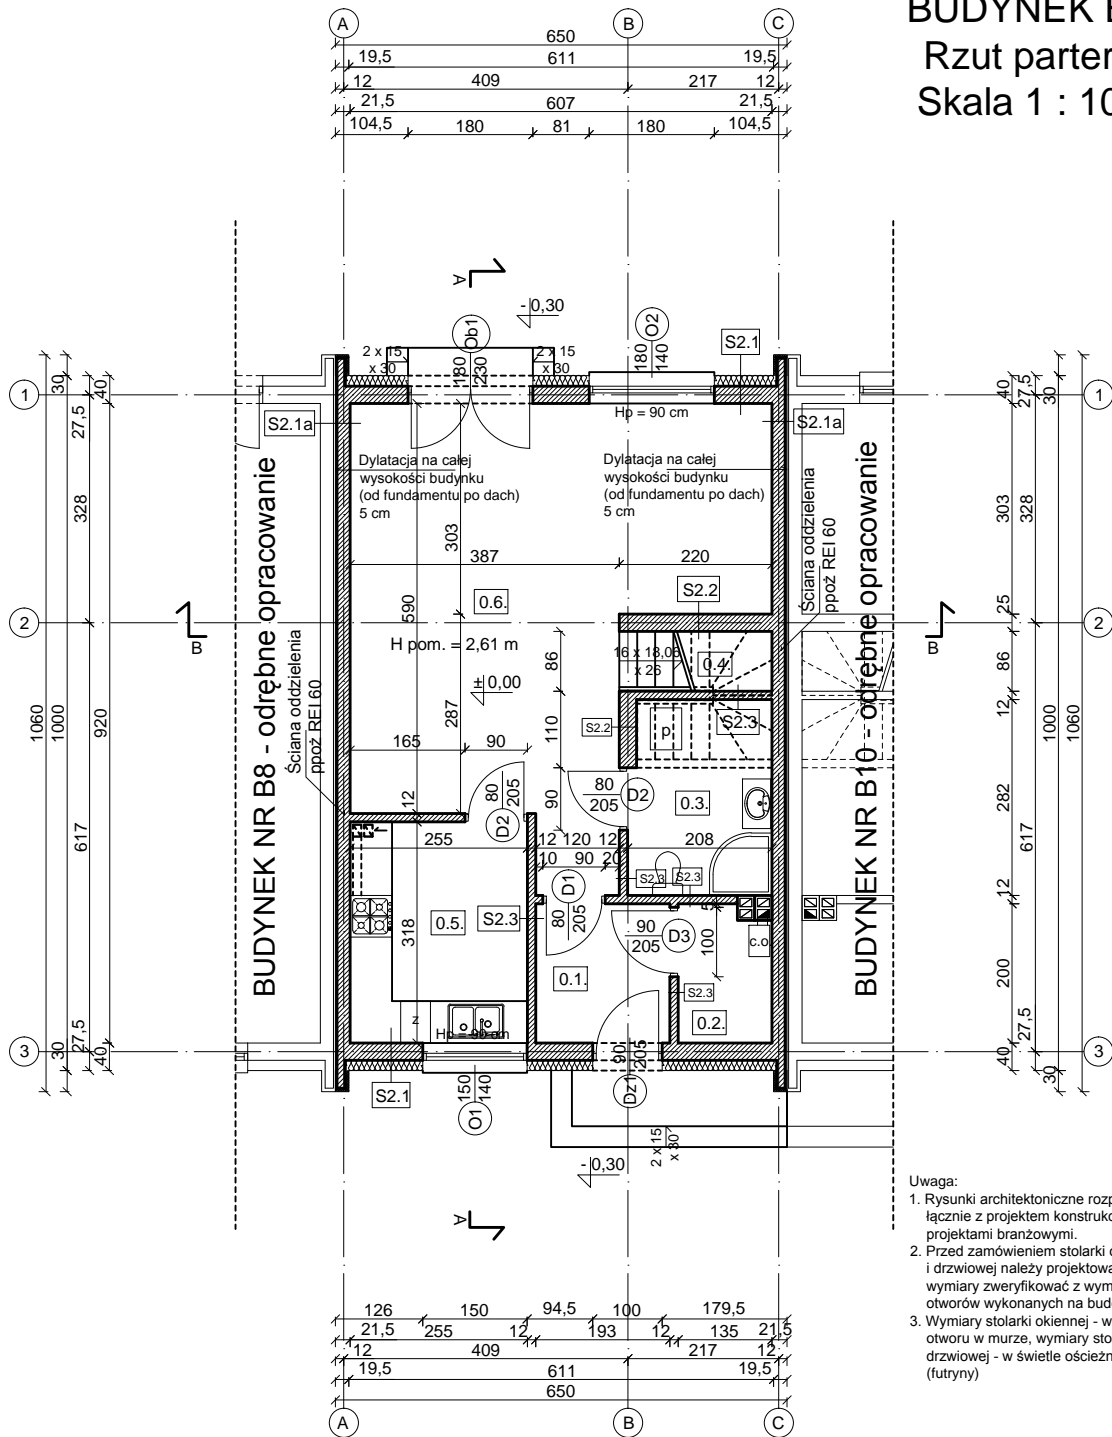 BUDYNEK
Rzut parter
Skala 1 : 10
A
B
C
650
19,5
611
19,5
12
409
217
12
21,5
607
21,5
104,5
180
81
180
104,5
A
- 0,30
2 x 15
x 30
Ob1
180
230
2 x 15
x 30
O2
180
140
S2.1
1
1
30
40
27,5
40
27,5
30
S2.1a
Hp = 90 cm
S2.1a
Dylatacja na całej
wysokości budynku
(od fundamentu po dach)
5 cm
Dylatacja na całej
wysokości budynku
(od fundamentu po dach)
5 cm
BUDYNEK NR B8 - odrębne opracowanie
BUDYNEK NR B10 - odrębne opracowanie
Ściana oddzielenia
ppoż REI 60
Ściana oddzielenia
ppoż REI 60
328
303
303
328
387
220
590
0.6.
S2.2
25
2
2
B
B
H pom. = 2,61 m
86
16 x 18,06
x 26
0.4.
86
± 0,00
287
110
S2.2
p
S2.3
12
1060
1000
920
1000
1060
165
90
12
80
205
D2
90
80
205
D2
0.3.
282
617
617
255
12
120
12
208
10
90
20
D1
S2.3
S2.3
12
318
0.5.
S2.3
80
205
5
90
205
D3
100
c.o.
200
0.1.
S2.3
0.2.
z
Hp = 90 cm
90
205
Dz1
3
3
27,5
40
30
27,5
40
30
S2.1
150
140
O1
2 x 15
x 30
- 0,30
A
Uwaga:
1. Rysunki architektoniczne
łącznie z projektem
projektami branżowymi.
2. Przed zamówieniem stolarki
i drzwiowej należy
wymiary zweryfikować z
otworów wykonanych na
3. Wymiary stolarki okiennej - w
otworu w murze, wymiary
drzwiowej - w świetle
(futryny)
126
150
94,5
100
179,5
21,5
255
12
193
12
135
21,5
12
409
217
12
19,5
611
19,5
650
A
B
C